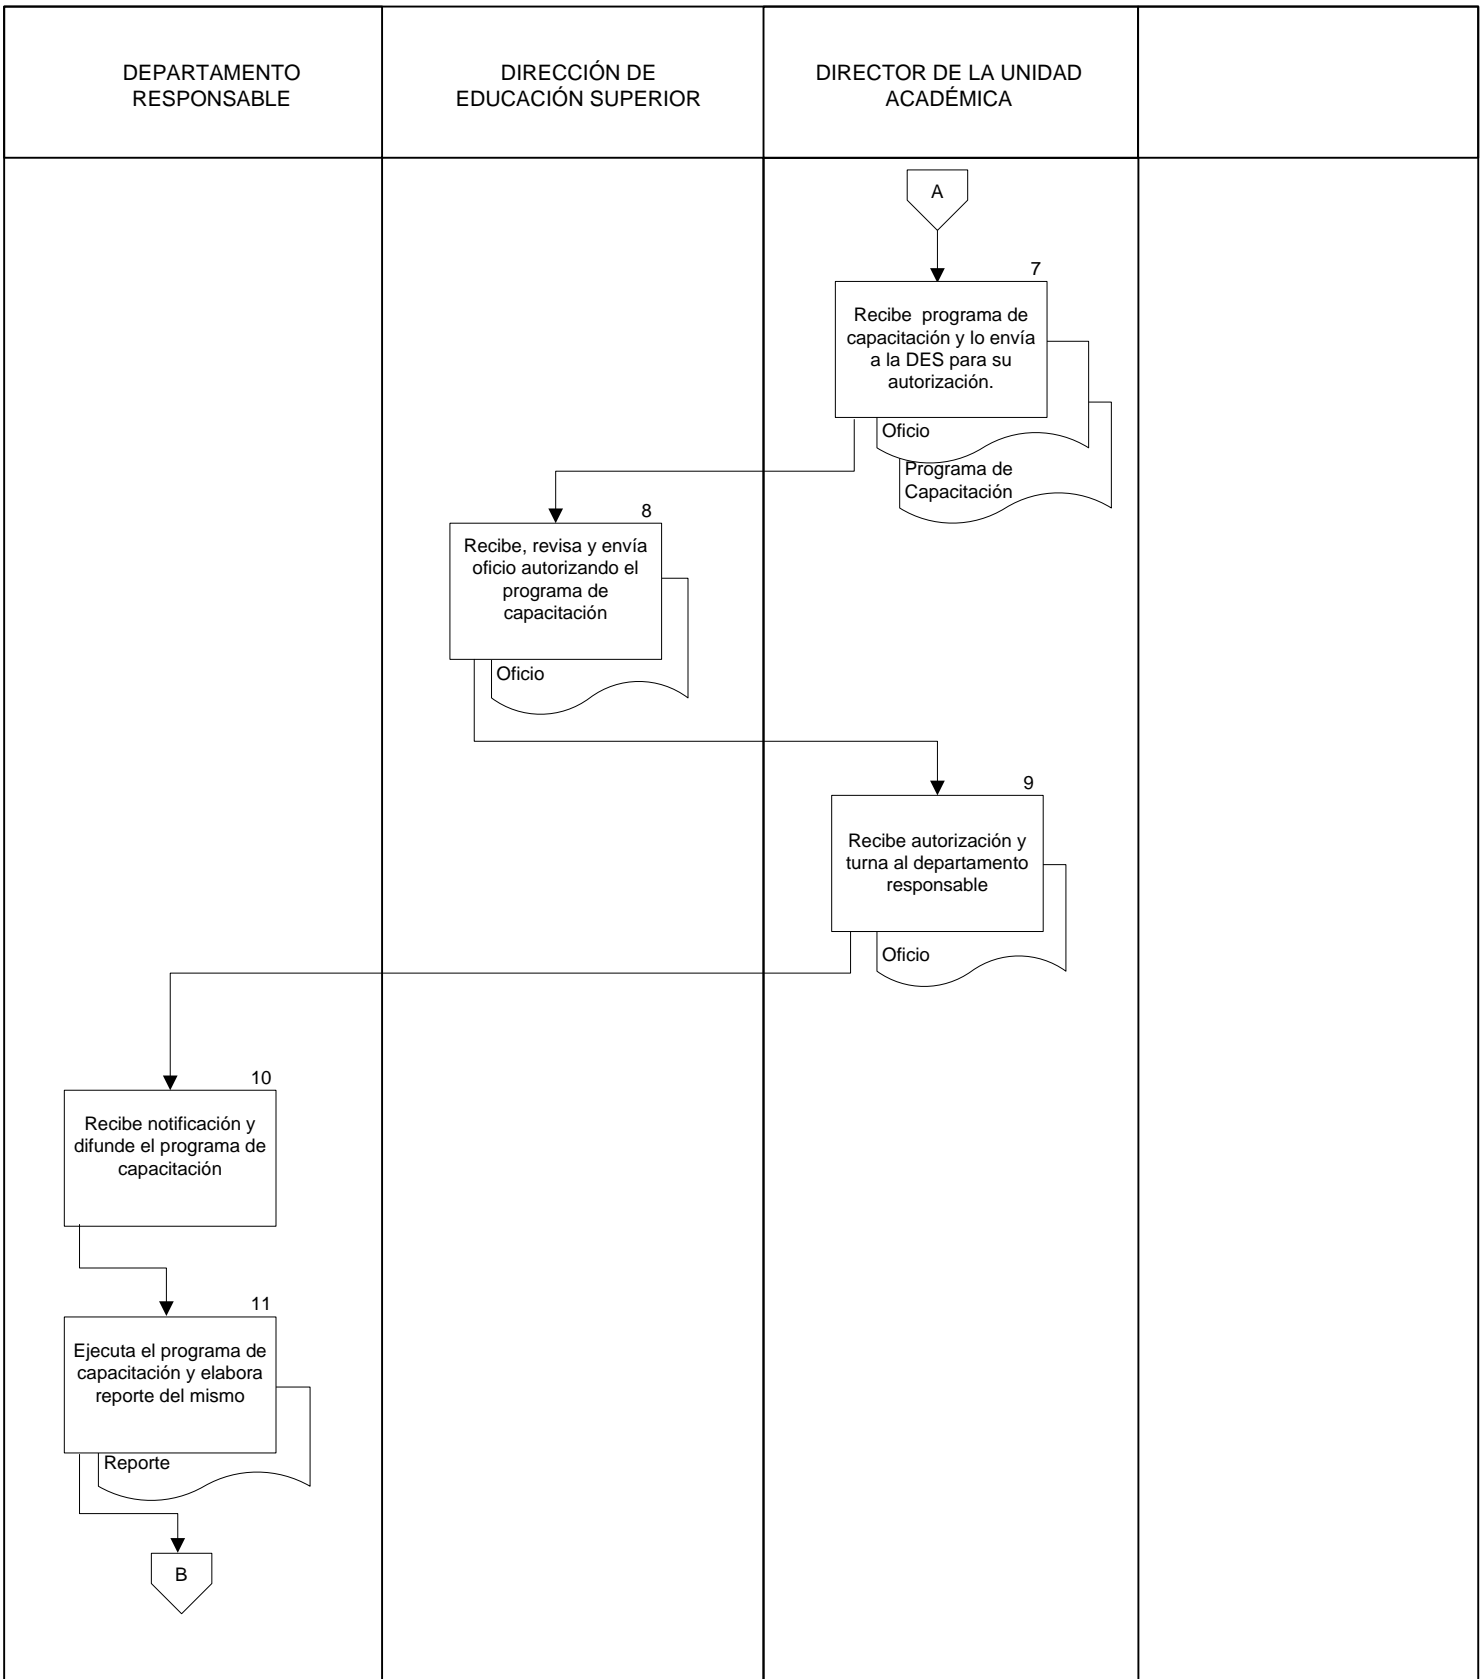 DEPARTAMENTO
RESPONSABLE
DIRECCIÓN DE
EDUCACIÓN SUPERIOR
DIRECTOR DE LA UNIDAD
ACADÉMICA
A
7
Recibe programa de
capacitación y lo envía
a la DES para su
autorización.
Oficio
Programa de
Capacitación
8
Recibe, revisa y envía
oficio autorizando el
programa de
capacitación
Oficio
9
Recibe autorización y
turna al departamento
responsable
Oficio
10
Recibe notificación y
difunde el programa de
capacitación
11
Ejecuta el programa de
capacitación y elabora
reporte del mismo
Reporte
B